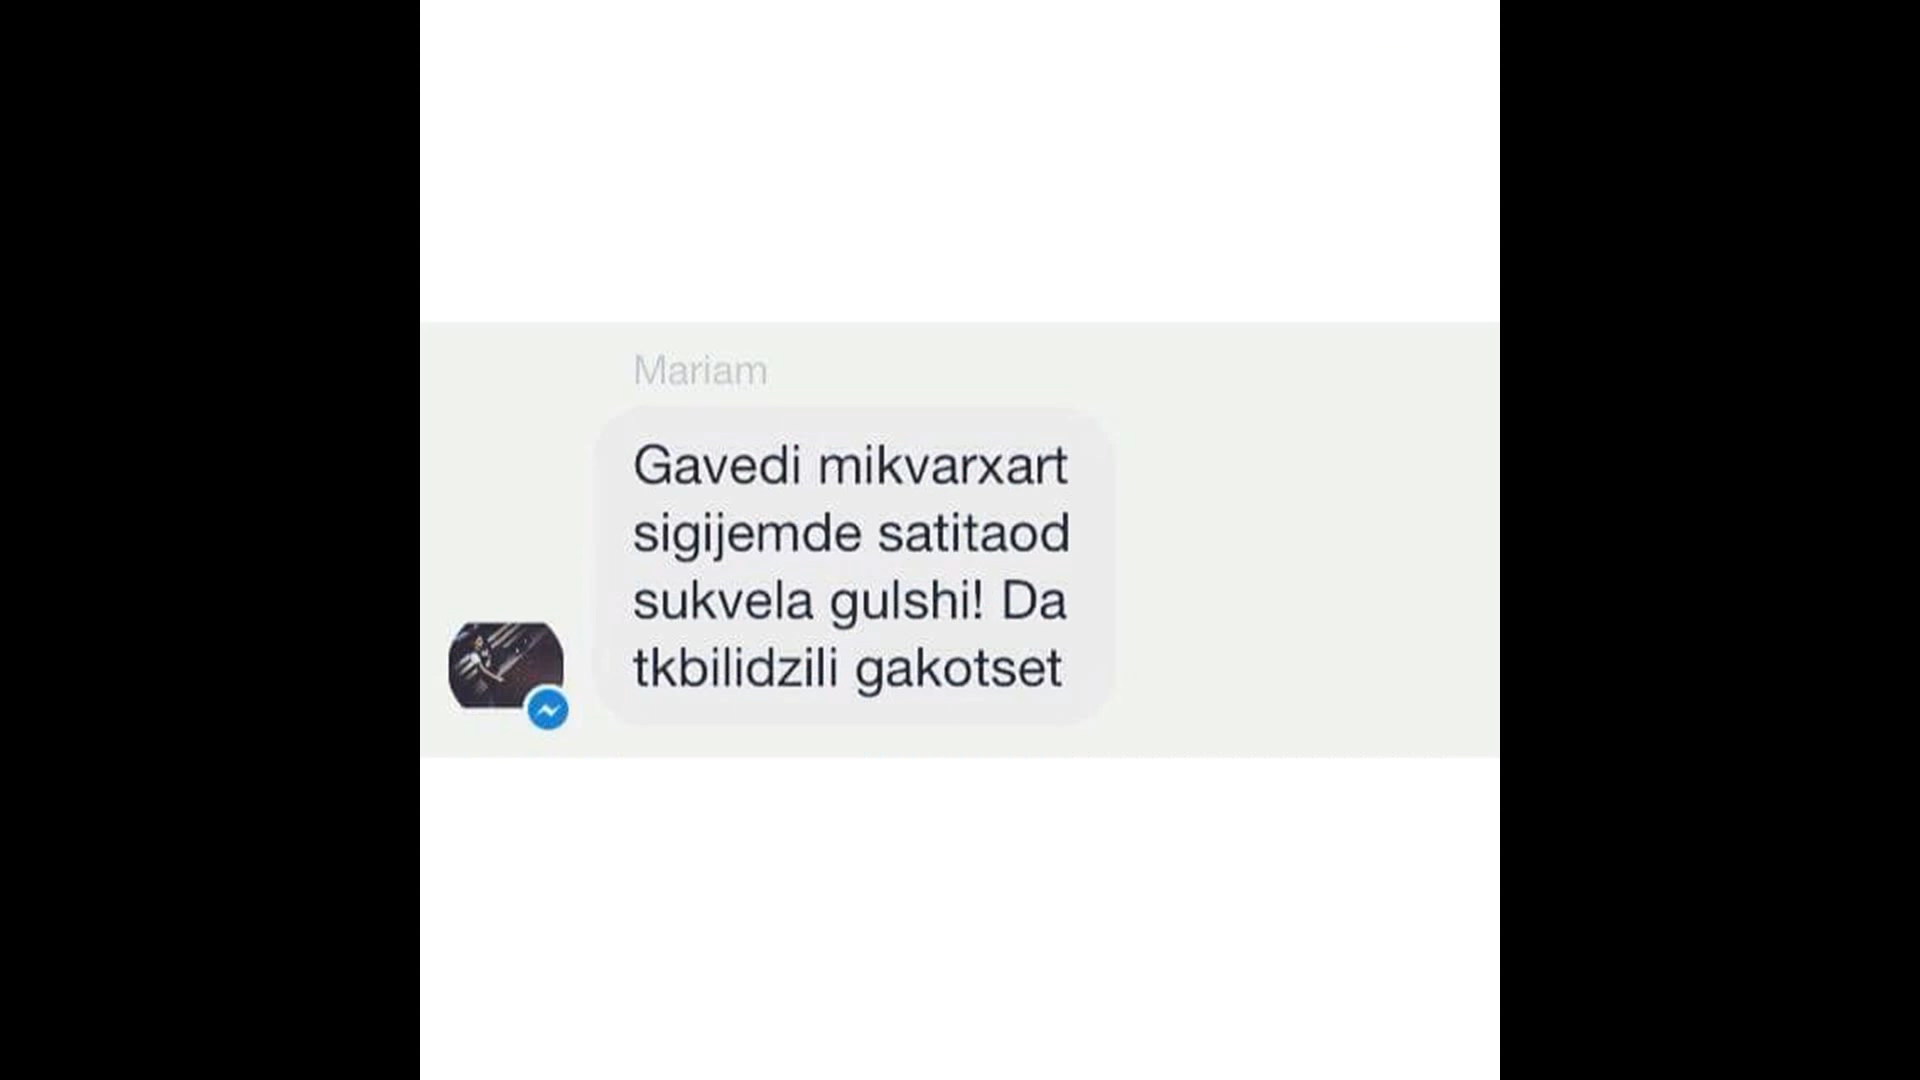 Mariam
Gavedi mikvarxart
sigijemde satitaod
sukvela gulshi! Da
tkbilidzili gakotset